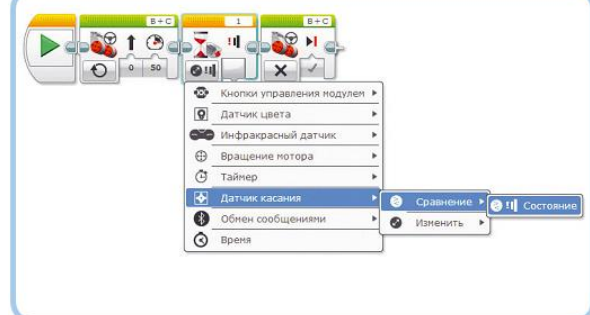 B+C 1 B+C
0 50
Кнопки управления модулем
Датчик цвета
Инфракрасный датчик
Вращение мотора
Таймер
Датчик касания
Сравнение
Состояние
Обмен сообщениями
Изменить
Время